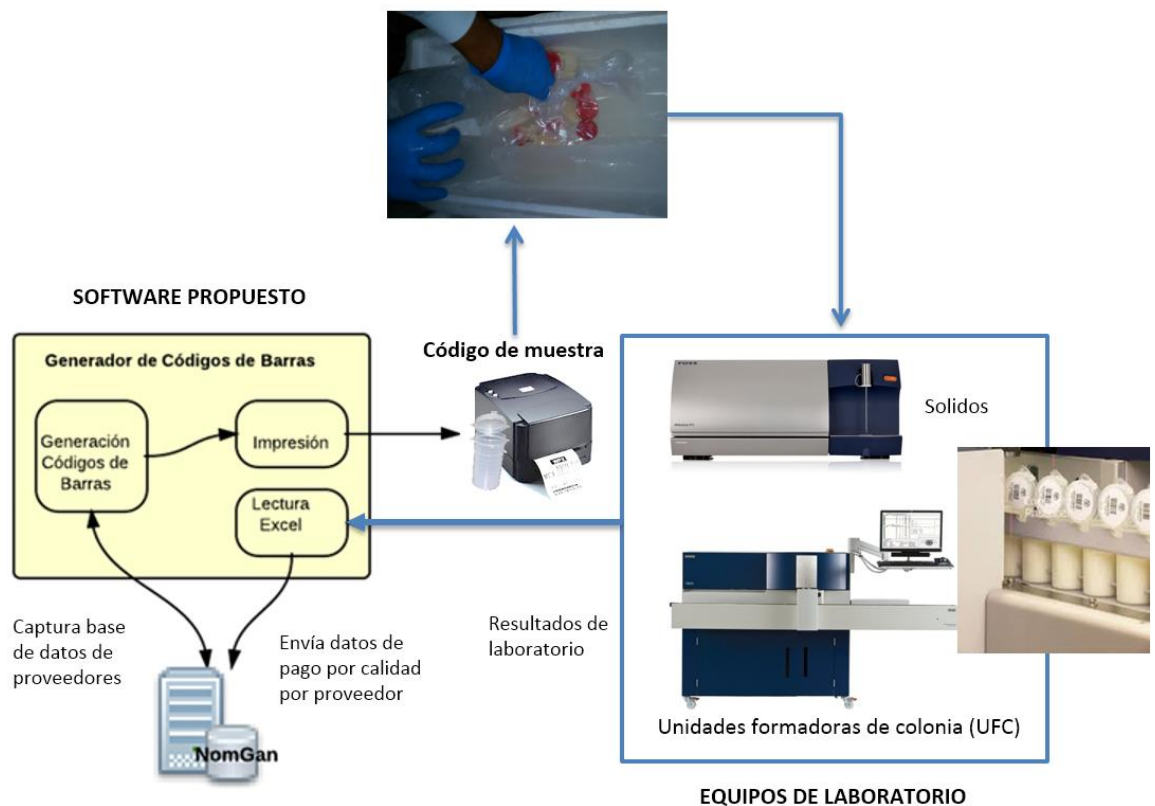 SOFTWARE PROPUESTO
Generador de Códigos de Barras
Generación
Códigos de
Barras
Impresión
Lectura
Excel
Código de muestra
Captura base
de datos de
proveedores
Envía datos de
pago por calidad
por proveedor
NomGan
Resultados de
laboratorio
FOSS
Solidos
Unidades formadoras de colonia (UFC)
EQUIPOS DE LABORATORIO